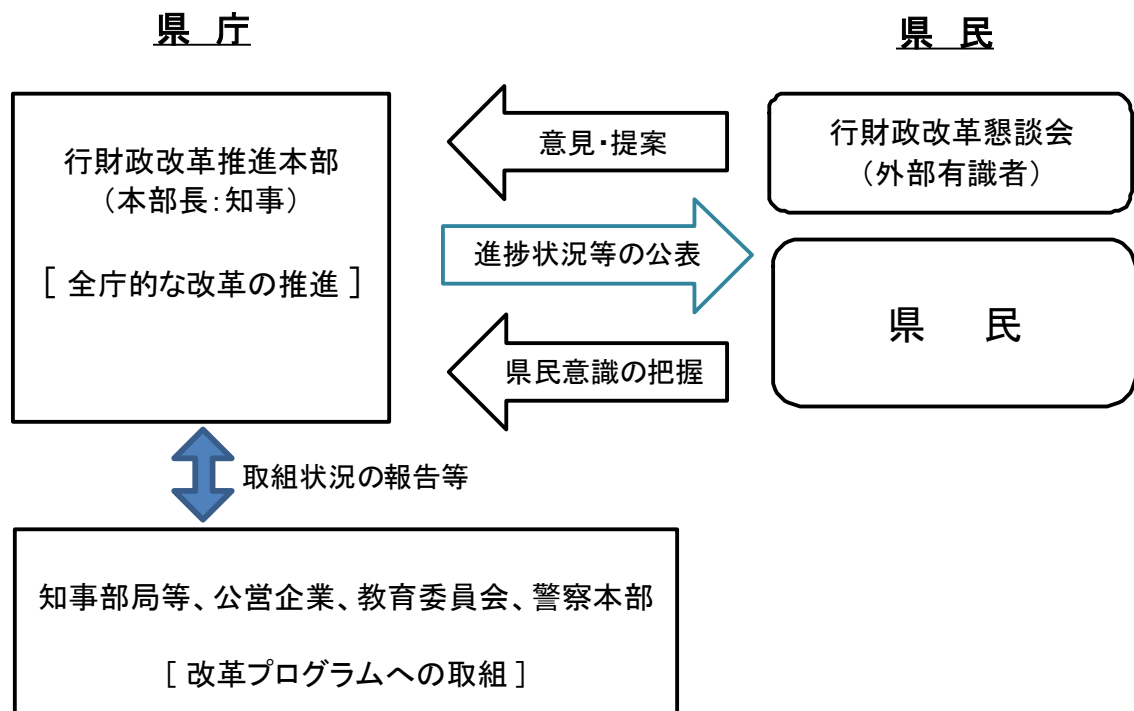 県 庁
県 民
行財政改革推進本部
（本部長：知事）
［ 全庁的な改革の推進 ］
意見・提案
進捗状況等の公表
県民意識の把握
行財政改革懇談会
（外部有識者）
県 民
取組状況の報告等
知事部局等、公営企業、教育委員会、警察本部
［ 改革プログラムへの取組 ］